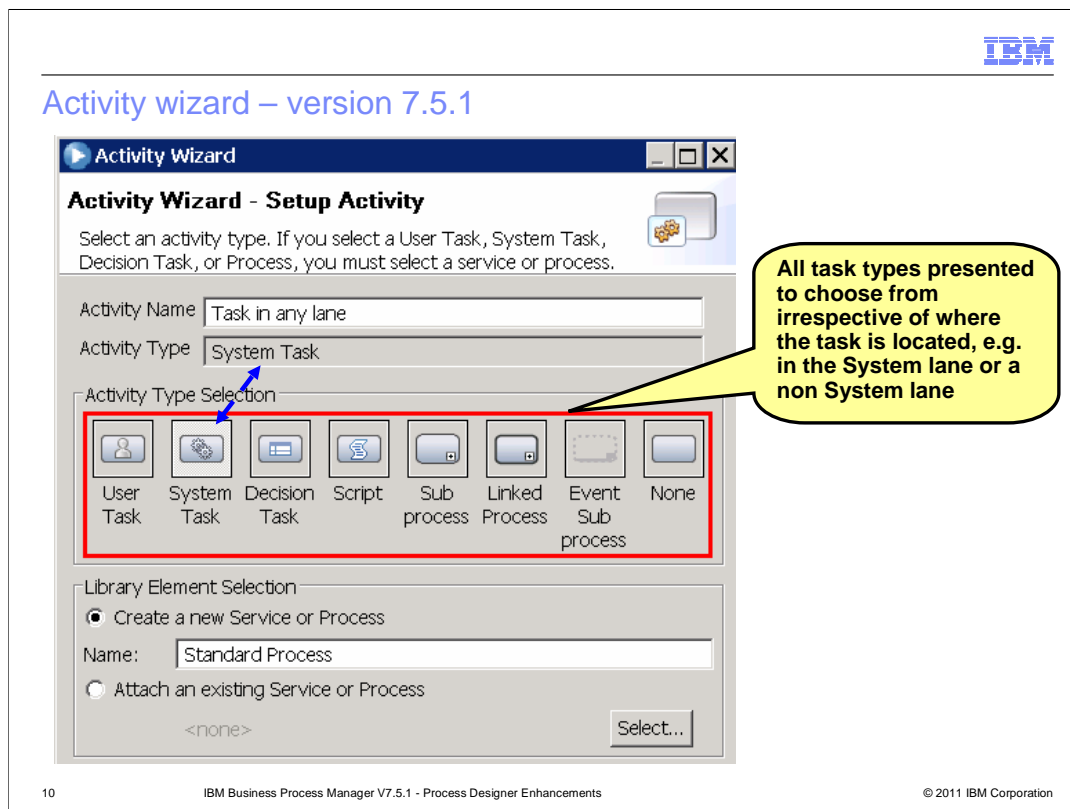 IBM
Activity wizard – version 7.5.1
Activity Wizard
Activity Wizard - Setup Activity
Select an activity type. If you select a User Task, System Task,
Decision Task, or Process, you must select a service or process.
Activity Name Task in any lane
Activity Type System Task
Activity Type Selection
User Task
System Task
Decision Task
Script
Sub process
Linked Process
Event Sub process
None
Library Element Selection
Create a new Service or Process
Name: Standard Process
Attach an existing Service or Process
<none> Select...
All task types presented
to choose from
irrespective of where
the task is located, e.g.
in the System lane or a
non System lane
10 IBM Business Process Manager V7.5.1 - Process Designer Enhancements © 2011 IBM Corporation